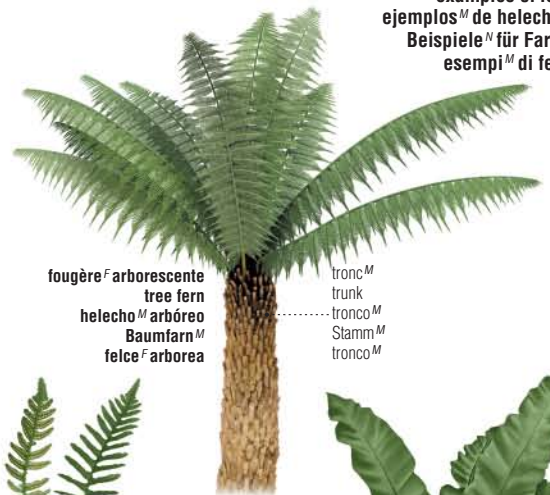 ejemplos M de helech
Beispiele N für Far
esempi M di fe
fougère F arborescente
tree fern
helecho M arbóreo
Baumfarn M
felce F arborea
tronc M
trunk
tronco M
Stamm M
tronco M